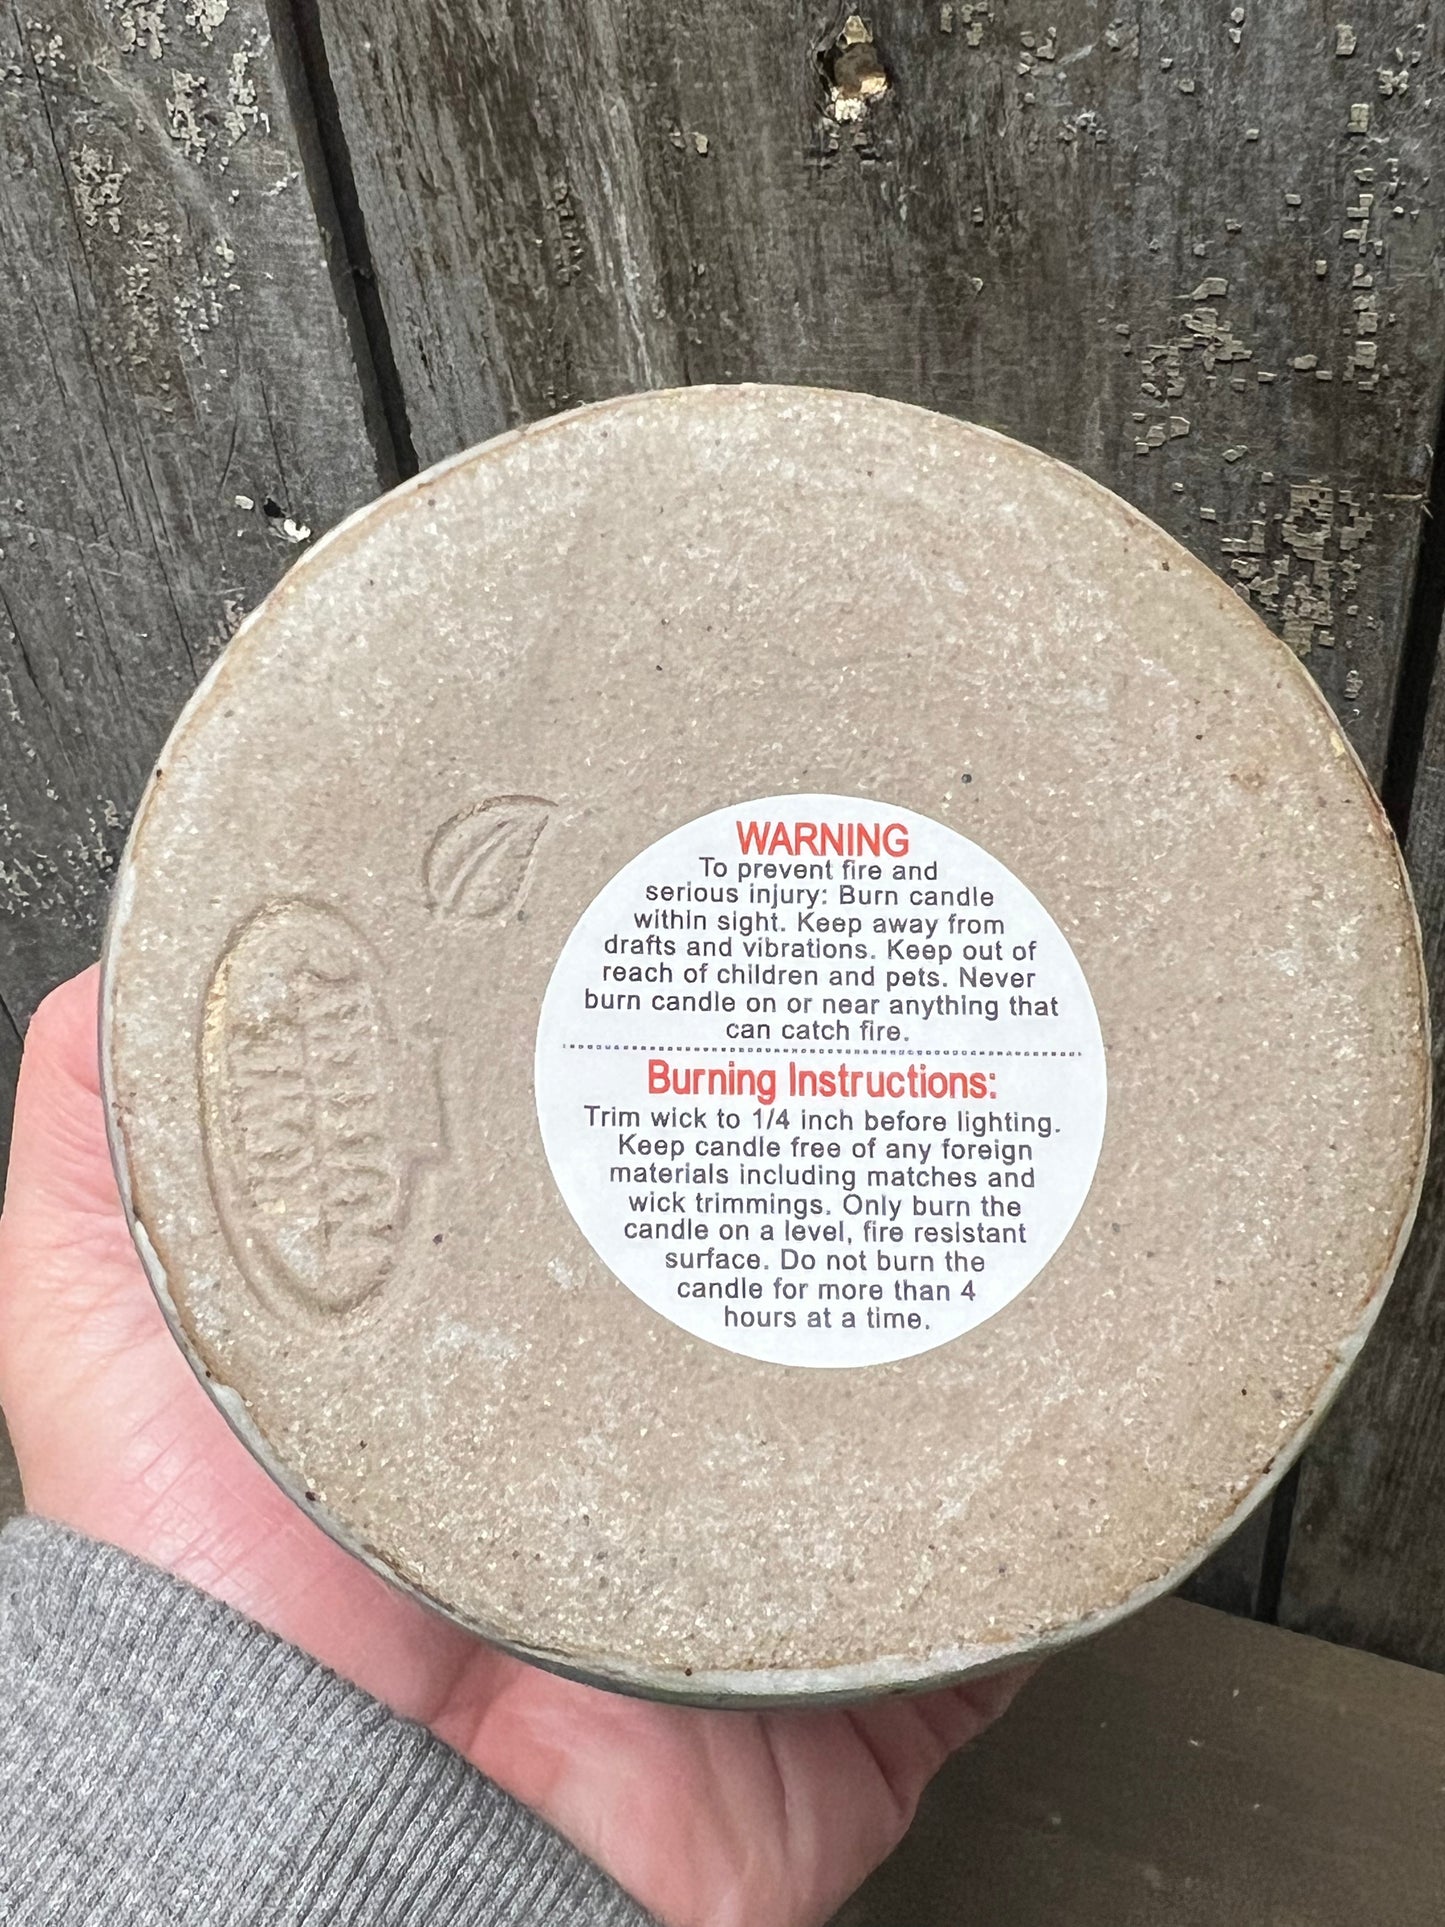 WARNING
To prevent fire and
serious injury: Burn candle
within sight. Keep away from
drafts and vibrations. Keep out of
reach of children and pets. Never
burn candle on or near anything that
can catch fire.
Burning Instructions:
Trim wick to 1/4 inch before lighting.
Keep candle free of any foreign
materials including matches and
wick trimmings. Only burn the
candle on a level, fire resistant
surface. Do not burn the
candle for more than 4
hours at a time.